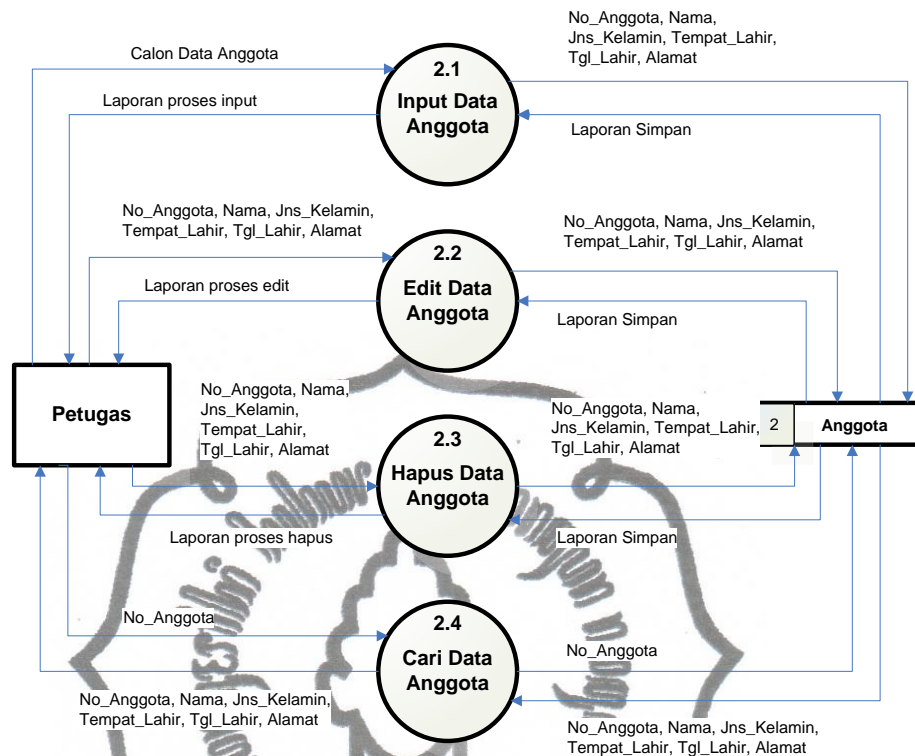 No_Anggota, Nama,
Jns_Kelamin, Tempat_Lahir,
Tgl_Lahir, Alamat
Calon Data Anggota
2.1
Input Data
Anggota
Laporan proses input
Laporan Simpan
No_Anggota, Nama, Jns_Kelamin,
Tempat_Lahir, Tgl_Lahir, Alamat
No_Anggota, Nama, Jns_Kelamin,
Tempat_Lahir, Tgl_Lahir, Alamat
2.2
Edit Data
Anggota
Laporan proses edit
Laporan Simpan
Petugas
No_Anggota, Nama,
Jns_Kelamin,
Tempat_Lahir,
Tgl_Lahir, Alamat
No_Anggota, Nama,
Jns_Kelamin, Tempat_Lahir,
Tgl_Lahir, Alamat
2
Anggota
2.3
Hapus Data
Anggota
Laporan proses hapus
Laporan Simpan
No_Anggota
2.4
Cari Data
Anggota
No_Anggota
No_Anggota, Nama, Jns_Kelamin,
Tempat_Lahir, Tgl_Lahir, Alamat
No_Anggota, Nama, Jns_Kelamin,
Tempat_Lahir, Tgl_Lahir, Alamat